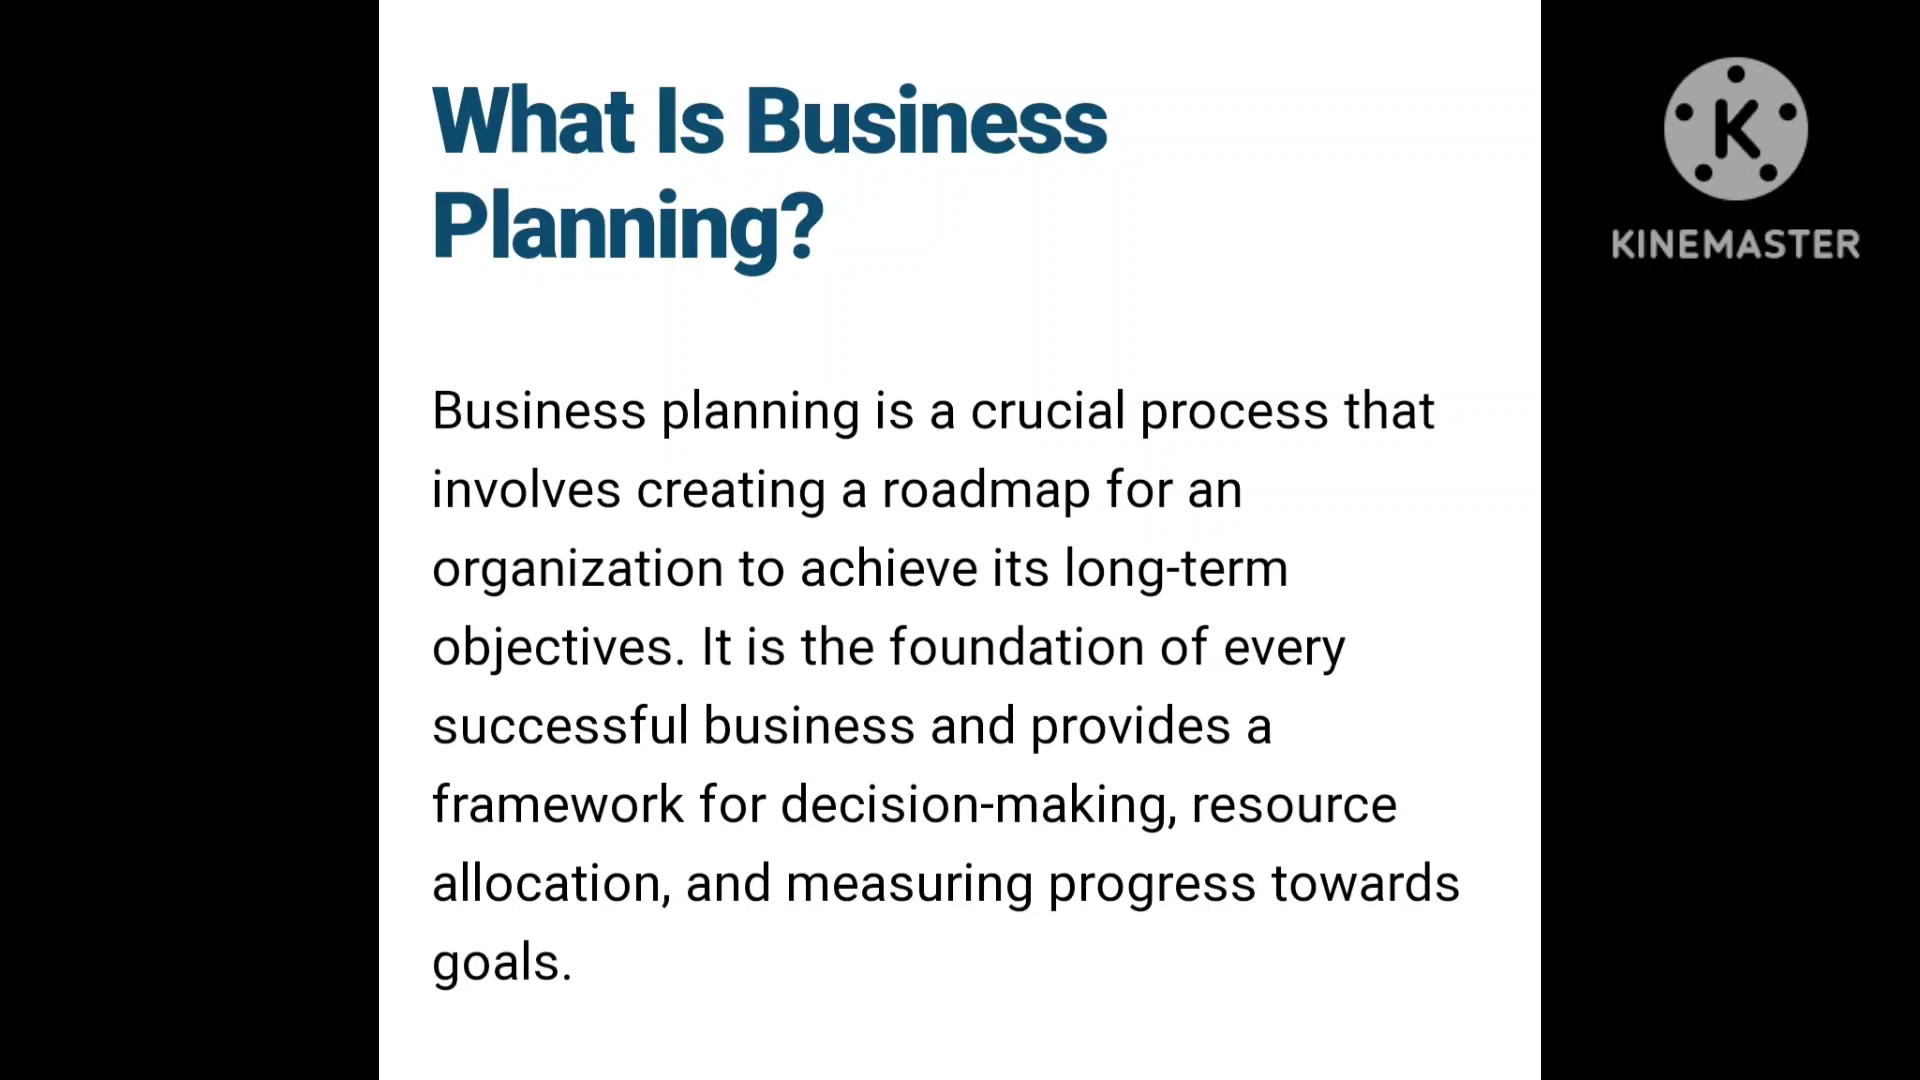 What Is Business
Planning?
KINEMASTER
Business planning is a crucial process that
involves creating a roadmap for an
organization to achieve its long-term
objectives. It is the foundation of every
successful business and provides a
framework for decision-making, resource
allocation, and measuring progress towards
goals.